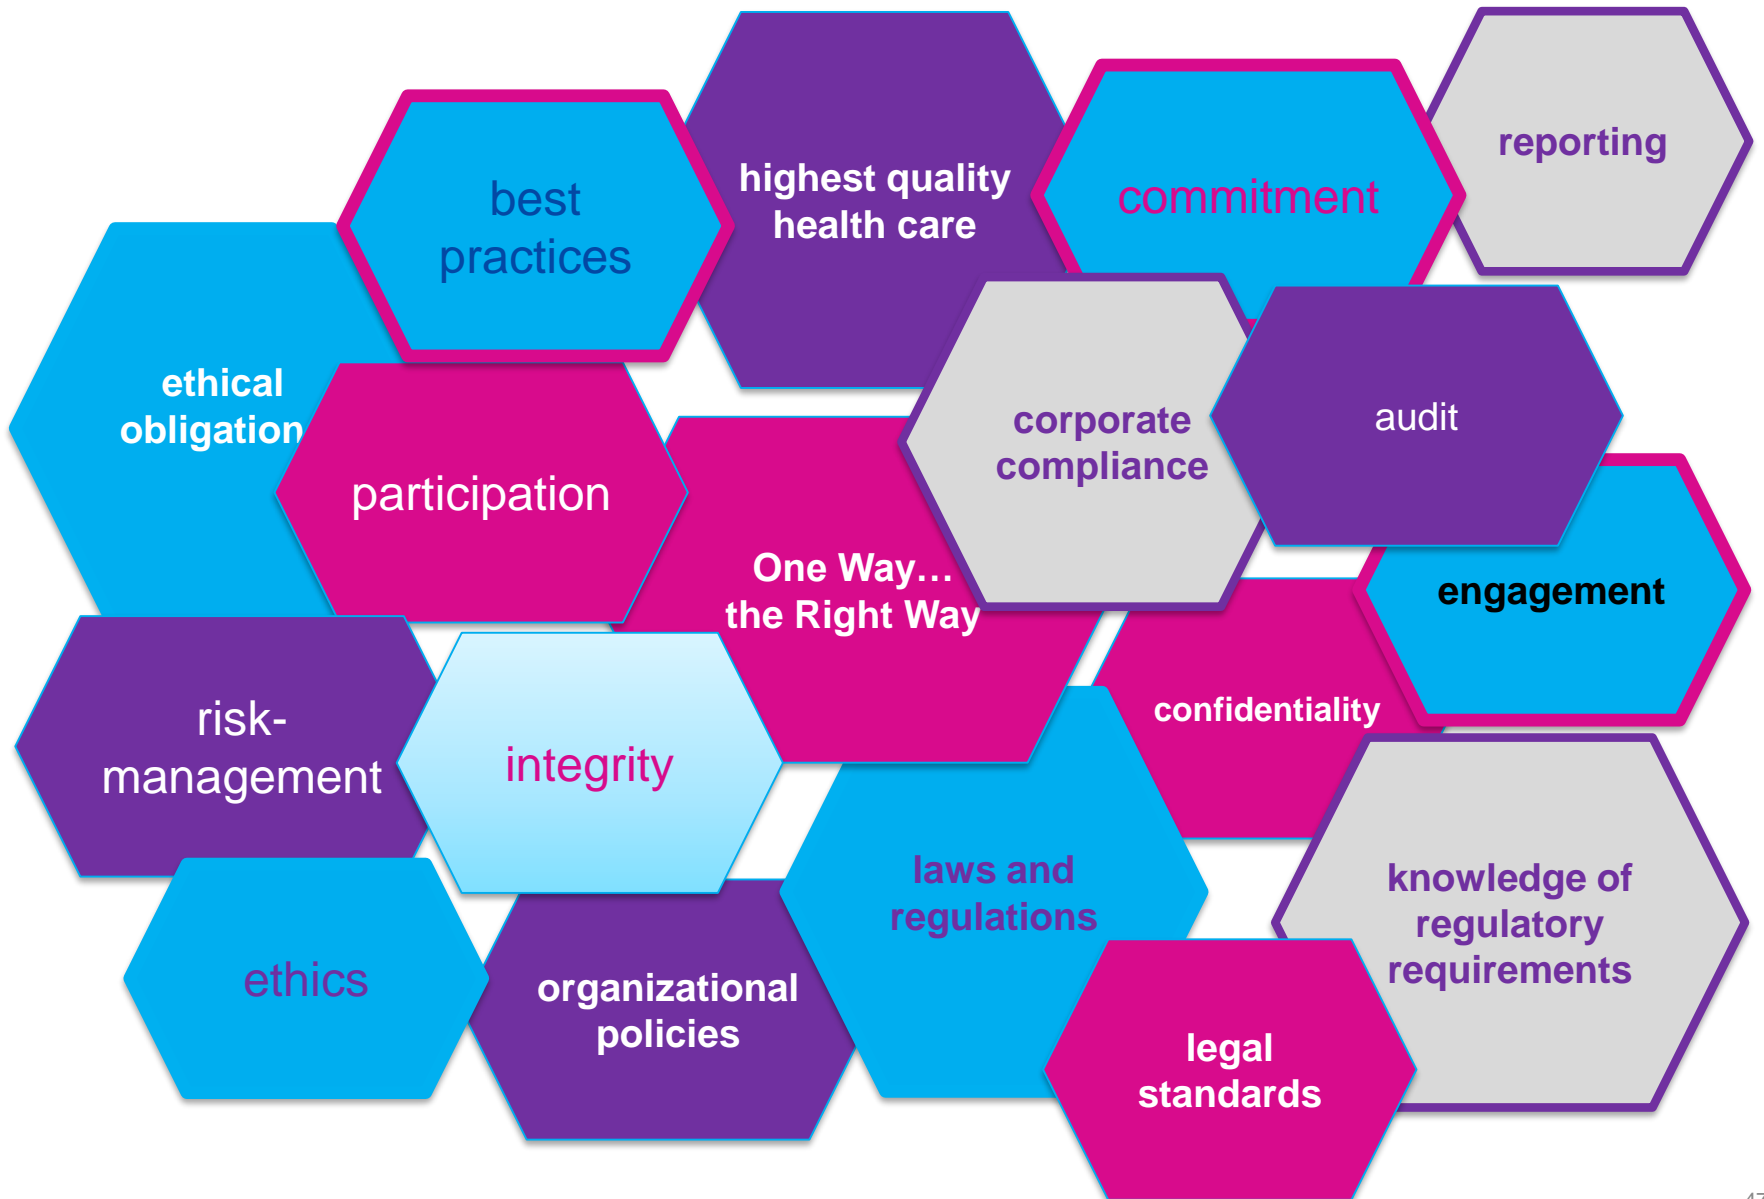 reporting
highest quality
health care
commitment
best
practices
ethical
obligation
corporate
compliance
audit
participation
One Way…
the Right Way
engagement
confidentiality
risk-
management
integrity
laws and
regulations
knowledge of
regulatory
requirements
ethics
organizational
policies
legal
standards